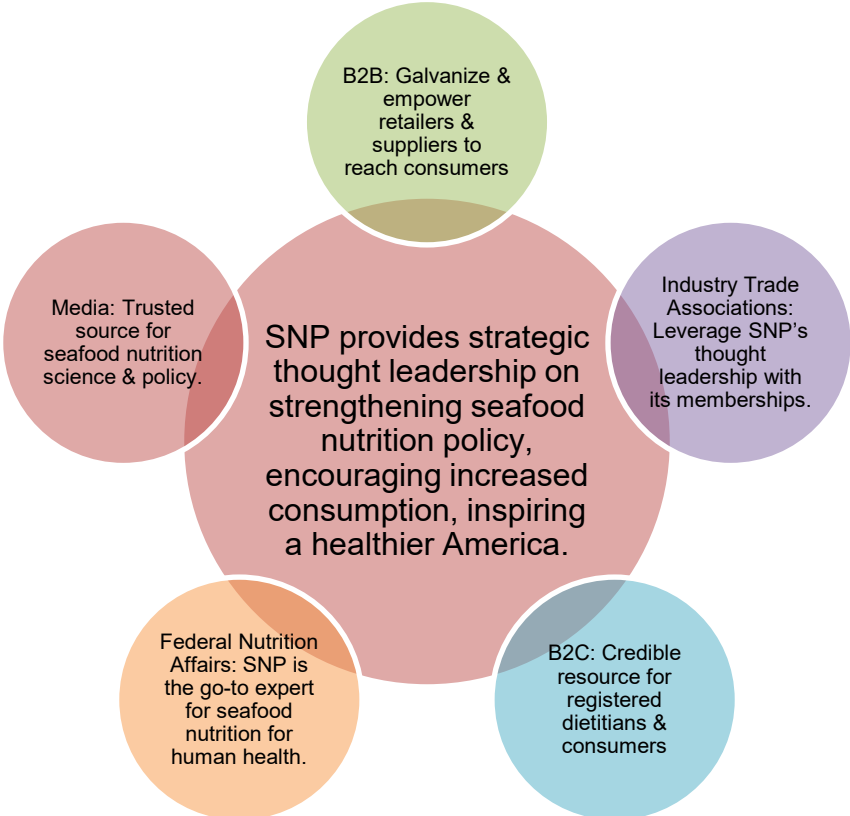 B2B: Galvanize &
empower
retailers &
suppliers to
reach consumers
Media: Trusted
source for
seafood nutrition
science & policy.
SNP provides strategic
thought leadership on
strengthening seafood
nutrition policy,
encouraging increased
consumption, inspiring
a healthier America.
Industry Trade
Associations:
Leverage SNP’s
thought
leadership with
its memberships.
Federal Nutrition
Affairs: SNP is
the go-to expert
for seafood
nutrition for
human health.
B2C: Credible
resource for
registered
dietitians &
consumers